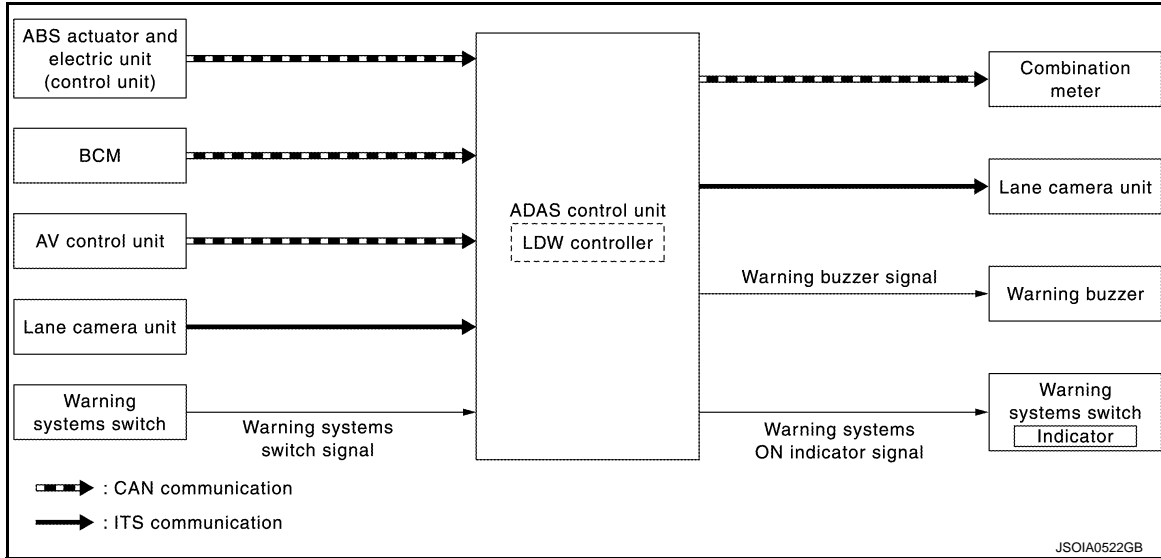 ABS actuator and
electric unit
(control unit)
BCM
AV control unit
Lane camera unit
Warning
systems switch
Warning systems
switch signal
ADAS control unit
LDW controller
Combination
meter
Lane camera unit
Warning buzzer signal
Warning buzzer
Warning systems
ON indicator signal
Warning
systems switch
Indicator
: CAN communication
: ITS communication
JSOIA0522GB